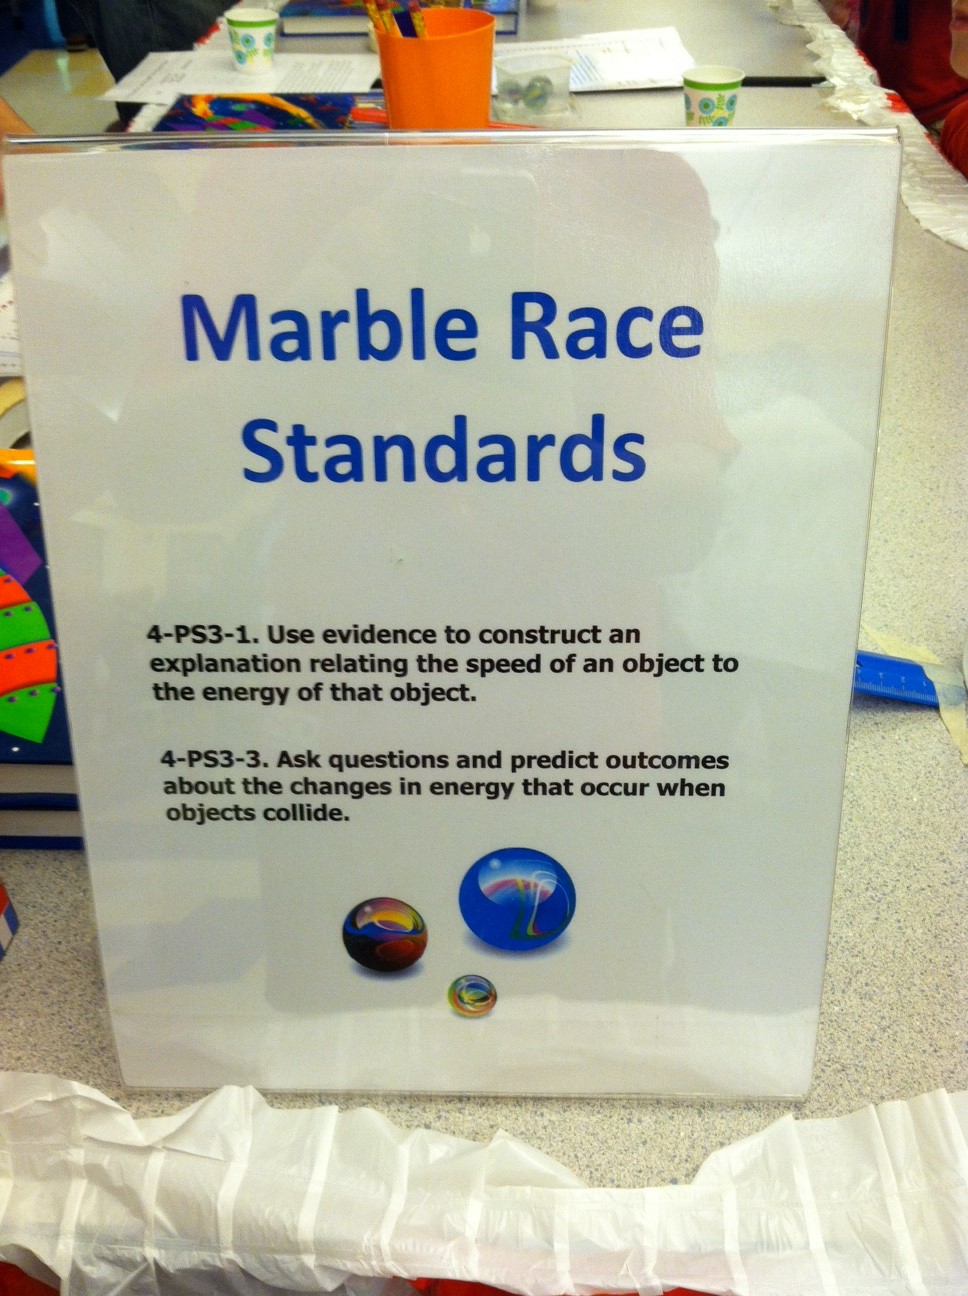 Marble Race
Standards
4-PS3-1. Use evidence to construct an
explanation relating the speed of an object to
the energy of that object.
4-PS3-3. Ask questions and predict outcomes
about the changes in energy that occur when
objects collide.